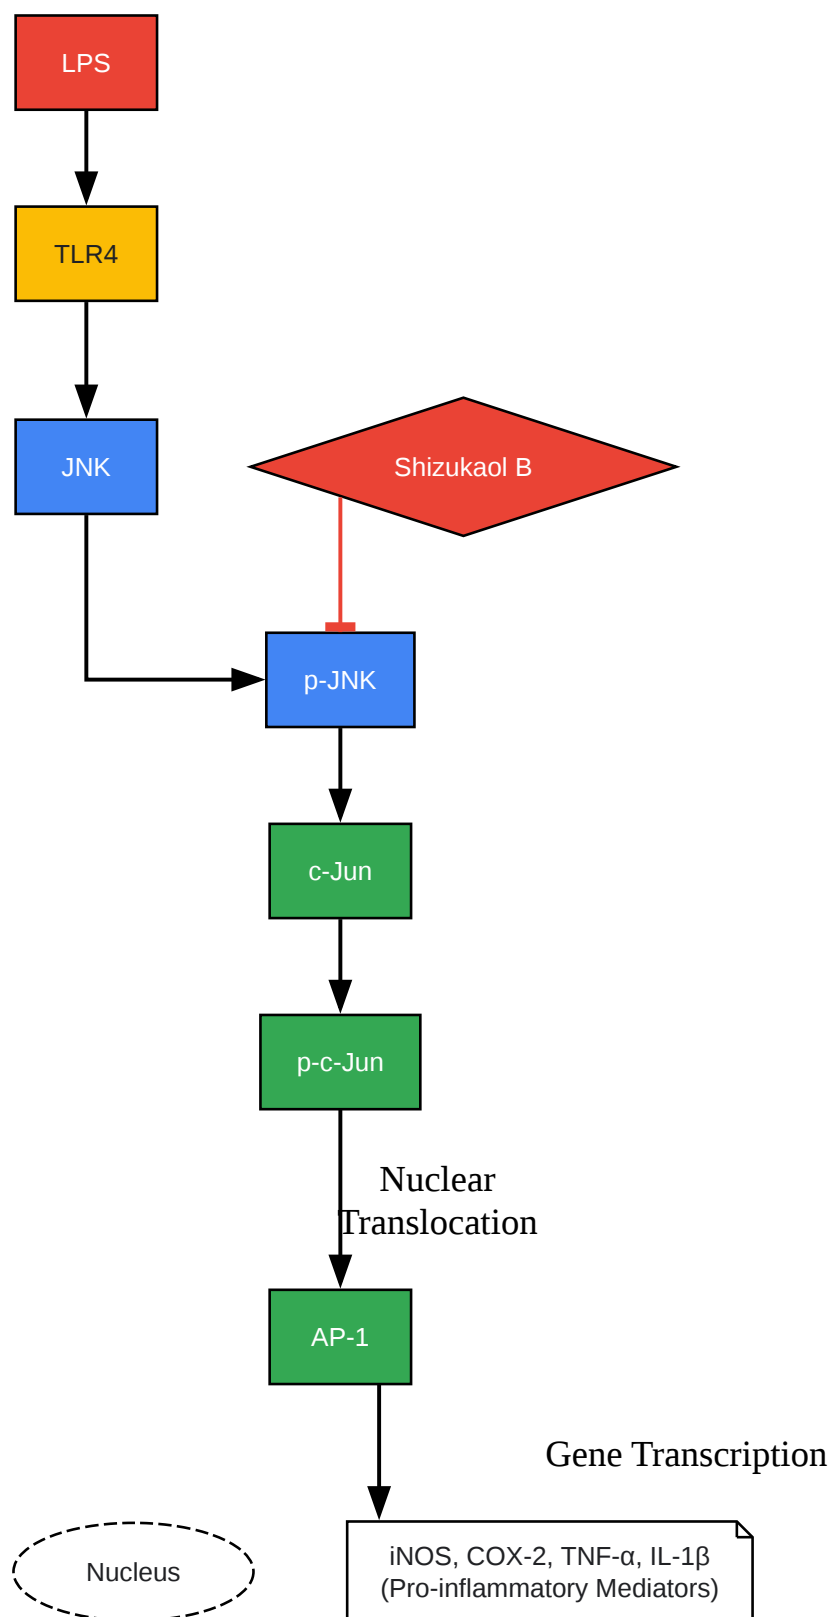 LPS
TLR4
JNK
Shizukaol B
p-JNK
c-Jun
p-c-Jun
Nuclear
Translocation
AP-1
Gene Transcription
Nucleus
iNOS, COX-2, TNF-α, IL-1β
(Pro-inflammatory Mediators)